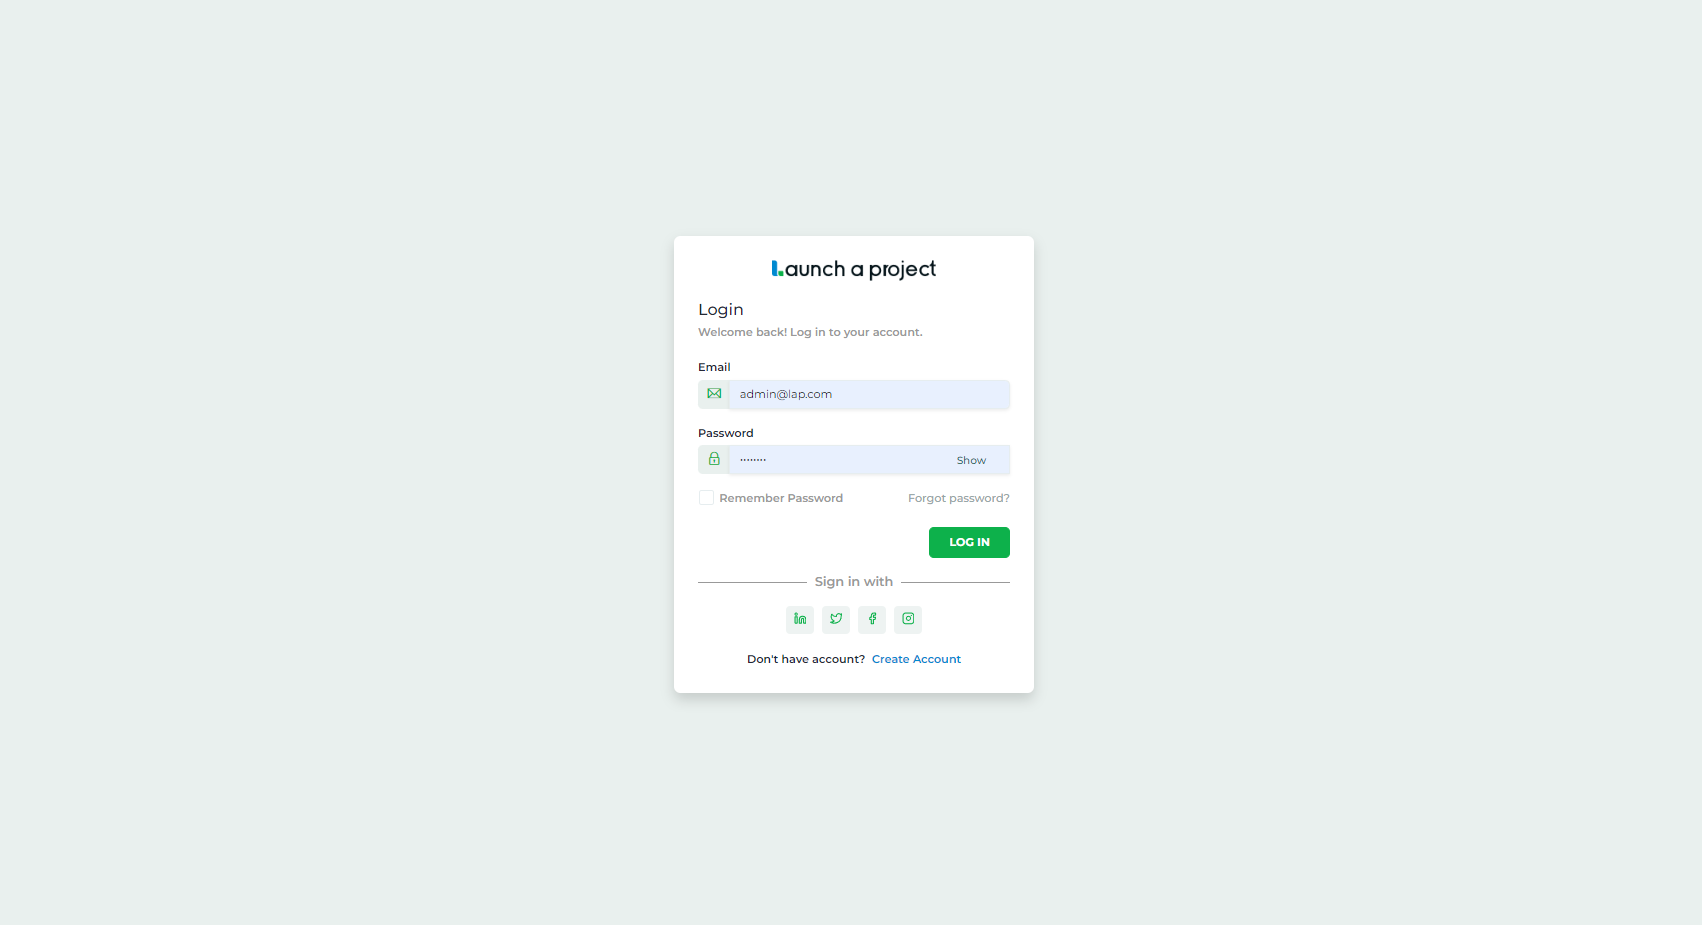 Launch a project
Login
Welcome back! Log in to your account.
Email
admin@lap.com
Password
········ Show
Remember Password Forgot password?
LOG IN
Sign in with
Don't have account? Create Account